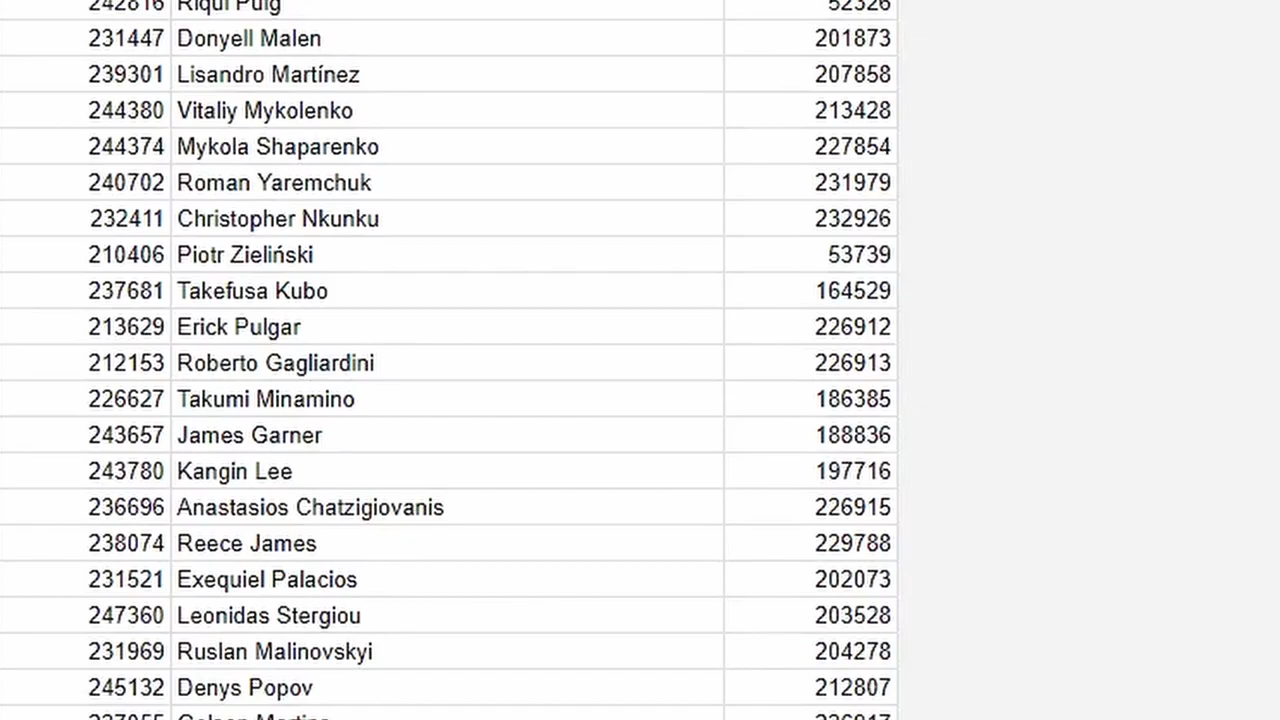 242816 Riqui Puig 52326
231447 Donyell Malen 201873
239301 Lisandro Martínez 207858
244380 Vitaliy Mykolenko 213428
244374 Mykola Shaparenko 227854
240702 Roman Yaremchuk 231979
232411 Christopher Nkunku 232926
210406 Piotr Zieliński 53739
237681 Takefusa Kubo 164529
213629 Erick Pulgar 226912
212153 Roberto Gagliardini 226913
226627 Takumi Minamino 186385
243657 James Garner 188836
243780 Kangin Lee 197716
236696 Anastasios Chatzigiovanis 226915
238074 Reece James 229788
231521 Exequiel Palacios 202073
247360 Leonidas Stergiou 203528
231969 Ruslan Malinovskyi 204278
245132 Denys Popov 212807